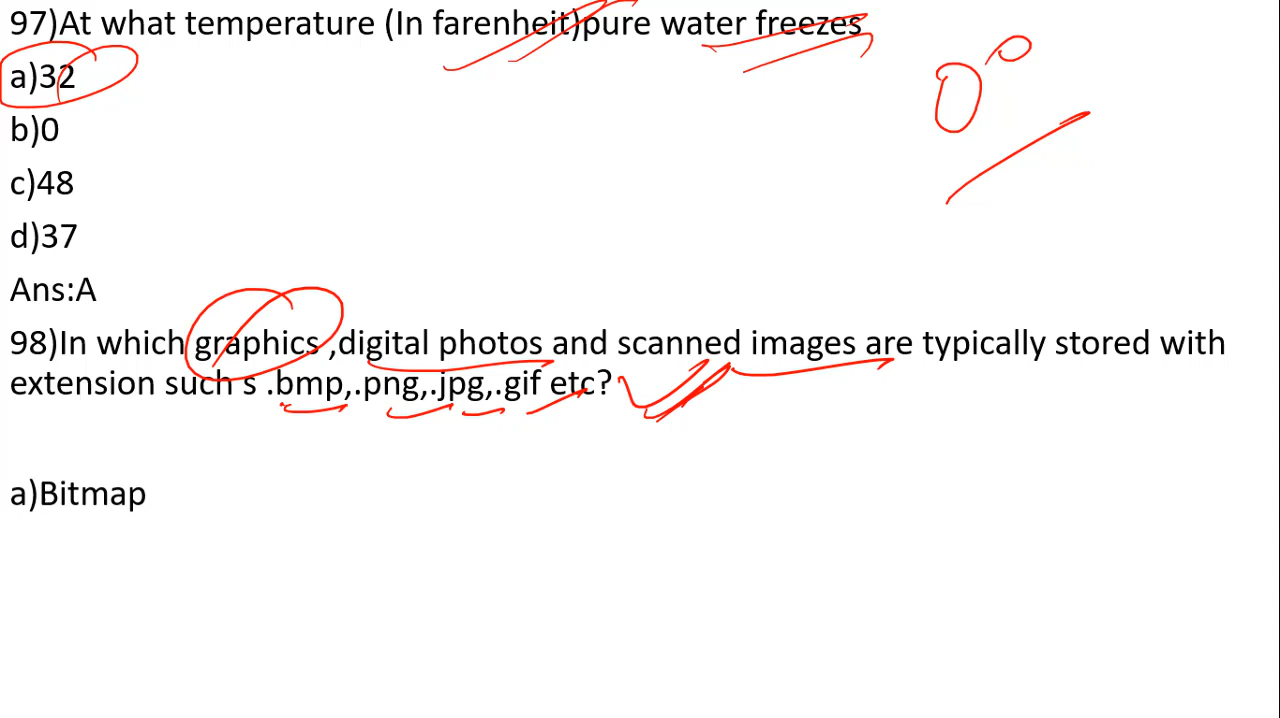 97)At what temperature (In farenheit)pure water freezes
a)32
0°
b)0
c)48
d)37
Ans:A
98)In which graphics ,digital photos and scanned images are typically stored with
extension such s .bmp,.png,.jpg,.gif etc?
a)Bitmap